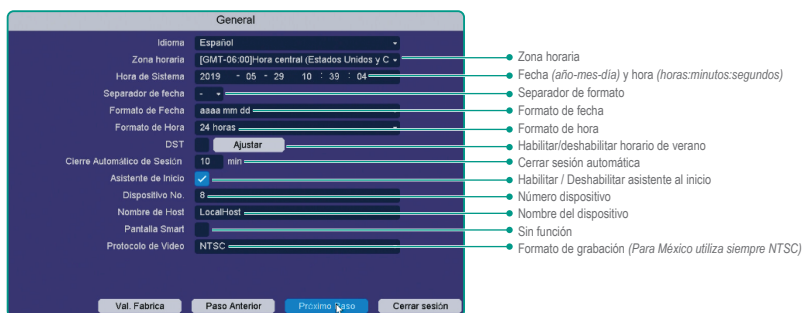 General
Idioma Español
Zona horaria [GMT-06:00]Hora central (Estados Unidos y C Zona horaria
Hora de Sistema 2019 - 05 - 29 10 : 39 : 04 Fecha (año-mes-día) y hora (horas:minutos:segundos)
Separador de fecha - Separador de formato
Formato de Fecha aaaa mm dd Formato de fecha
Formato de Hora 24 horas Formato de hora
DST Ajustar Habilitar/deshabilitar horario de verano
Cierre Automático de Sesión 10 min Cerrar sesión automática
Asistente de Inicio Habilitar / Deshabilitar asistente al inicio
Dispositivo No. 8 Número dispositivo
Nombre de Host LocalHost Nombre del dispositivo
Pantalla Smart Sin función
Protocolo de Video NTSC Formato de grabación (Para México utiliza siempre NTSC)
Val. Fabrica Paso Anterior Próximo Paso Cerrar sesión